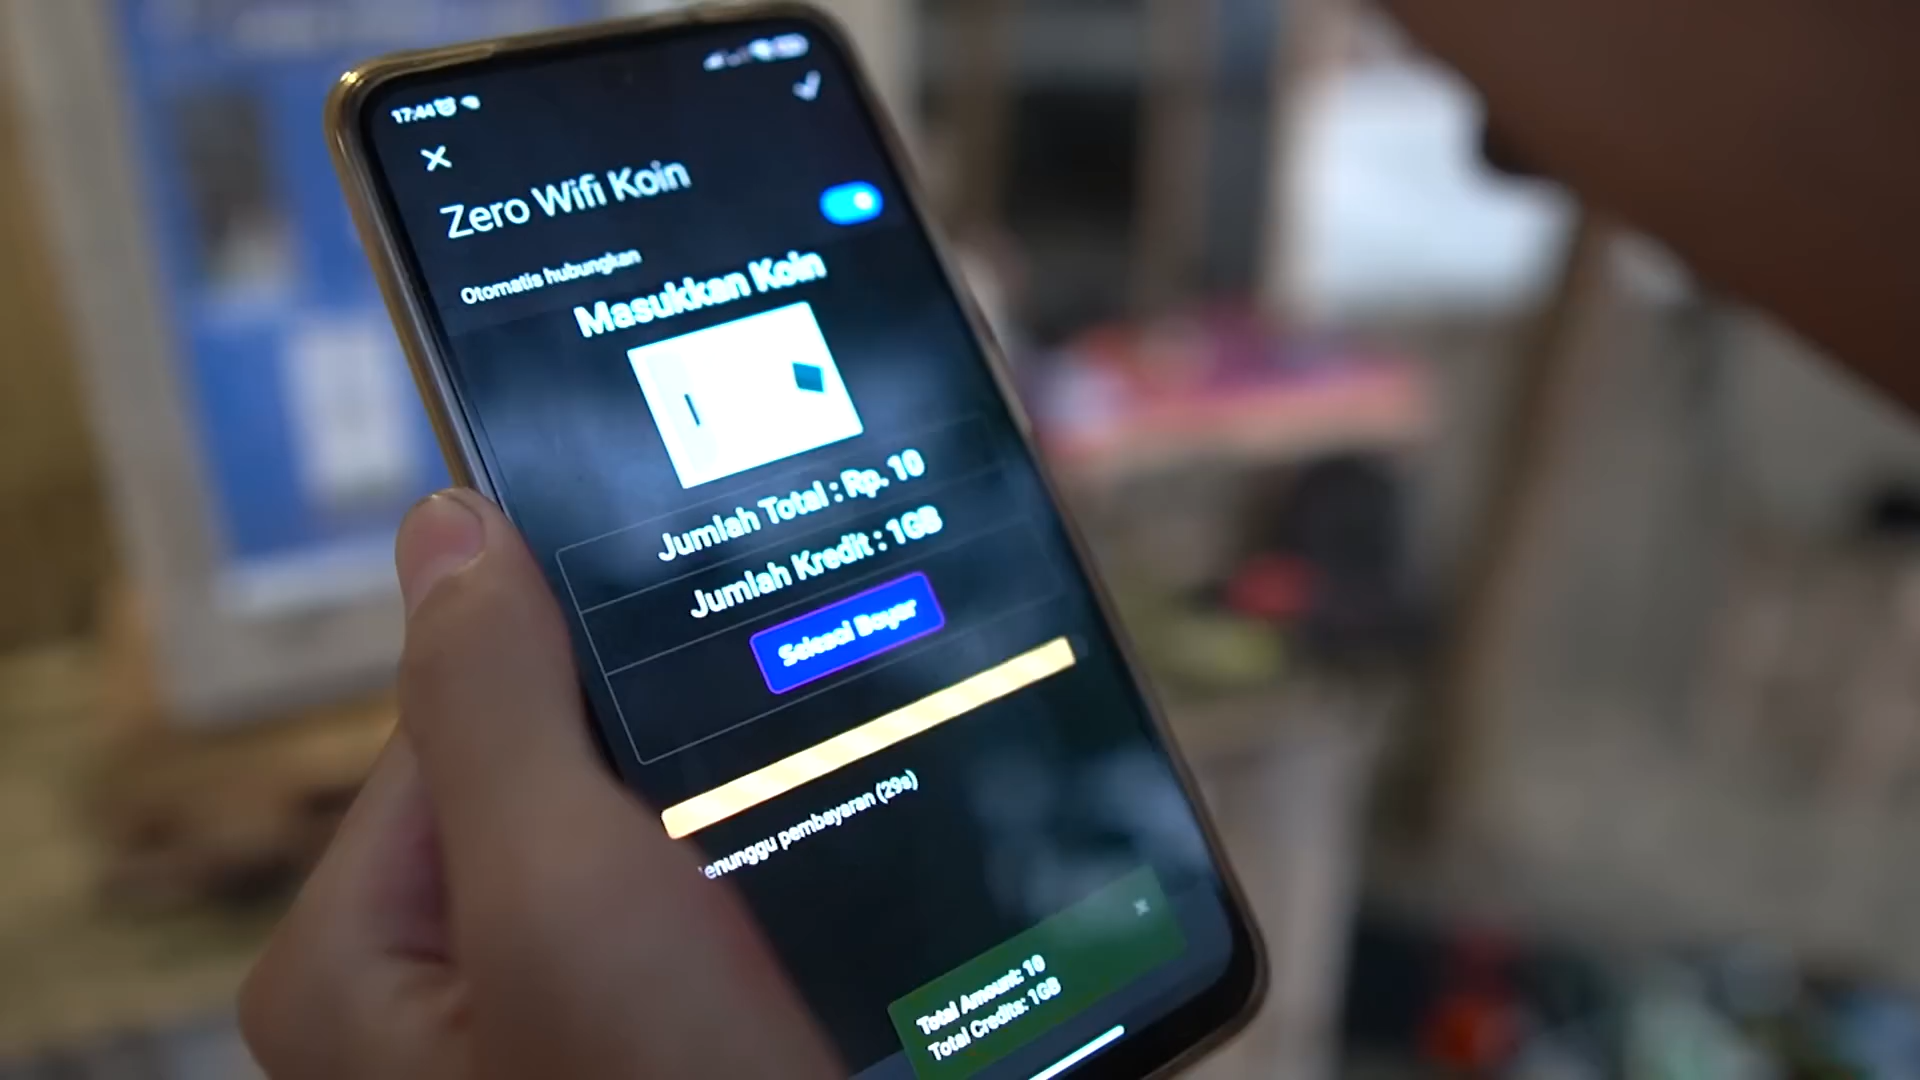 17:44
Zero Wifi Koin
Otomatis hubungkan
Masukkan Koin
Jumlah Total : Rp. 10
Jumlah Kredit : 1GB
Selesai Bayar
enunggu pembayaran (29s)
Total Amount: 10
Total Credits: 1GB